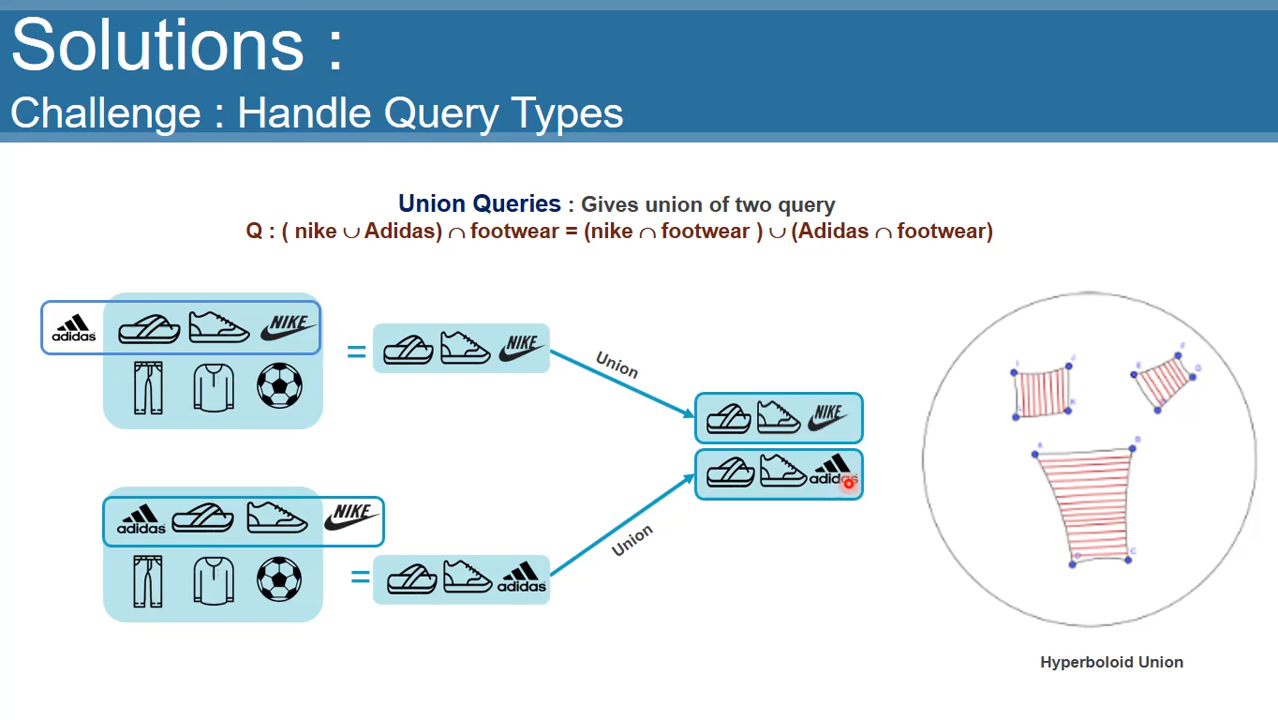 Solutions :
Challenge : Handle Query Types
Union Queries : Gives union of two query
Q : ( nike ∪ Adidas) ∩ footwear = (nike ∩ footwear ) ∪ (Adidas ∩ footwear)
adidas NIKE
= NIKE
Union
NIKE
adidas
adidas NIKE
Union
= adidas
I J
L K
E F
G
A B
D C
Hyperboloid Union